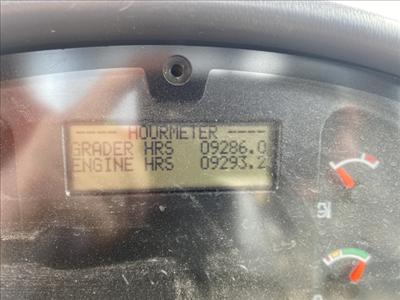 ---- HOURMETER ----
GRADER HRS 09286.0
ENGINE HRS 09293.2